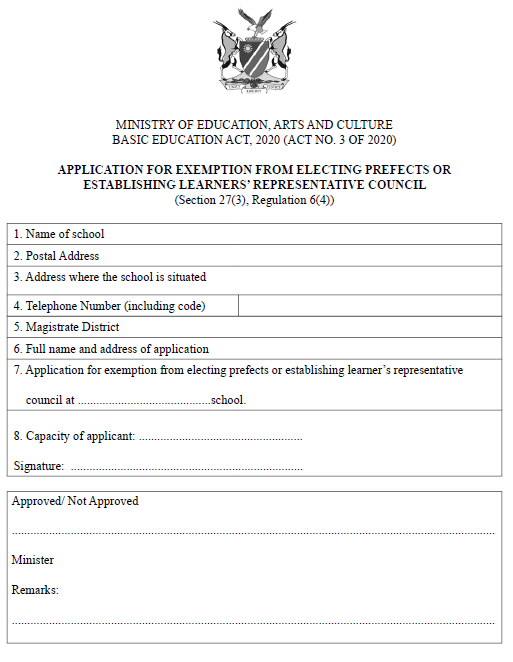 UNITY LIBERTY JUSTICE
MINISTRY OF EDUCATION, ARTS AND CULTURE
BASIC EDUCATION ACT, 2020 (ACT NO. 3 OF 2020)
APPLICATION FOR EXEMPTION FROM ELECTING PREFECTS OR
ESTABLISHING LEARNERS' REPRESENTATIVE COUNCIL
(Section 27(3), Regulation 6(4))
1. Name of school
2. Postal Address
3. Address where the school is situated
4. Telephone Number (including code)
5. Magistrate District
6. Full name and address of application
7. Application for exemption from electing prefects or establishing learner's representative
council at .............................................school.
8. Capacity of applicant: ........................................................
Signature: ................................................................................
Approved/ Not Approved
....................................................................................................................................................................
Minister
Remarks:
....................................................................................................................................................................